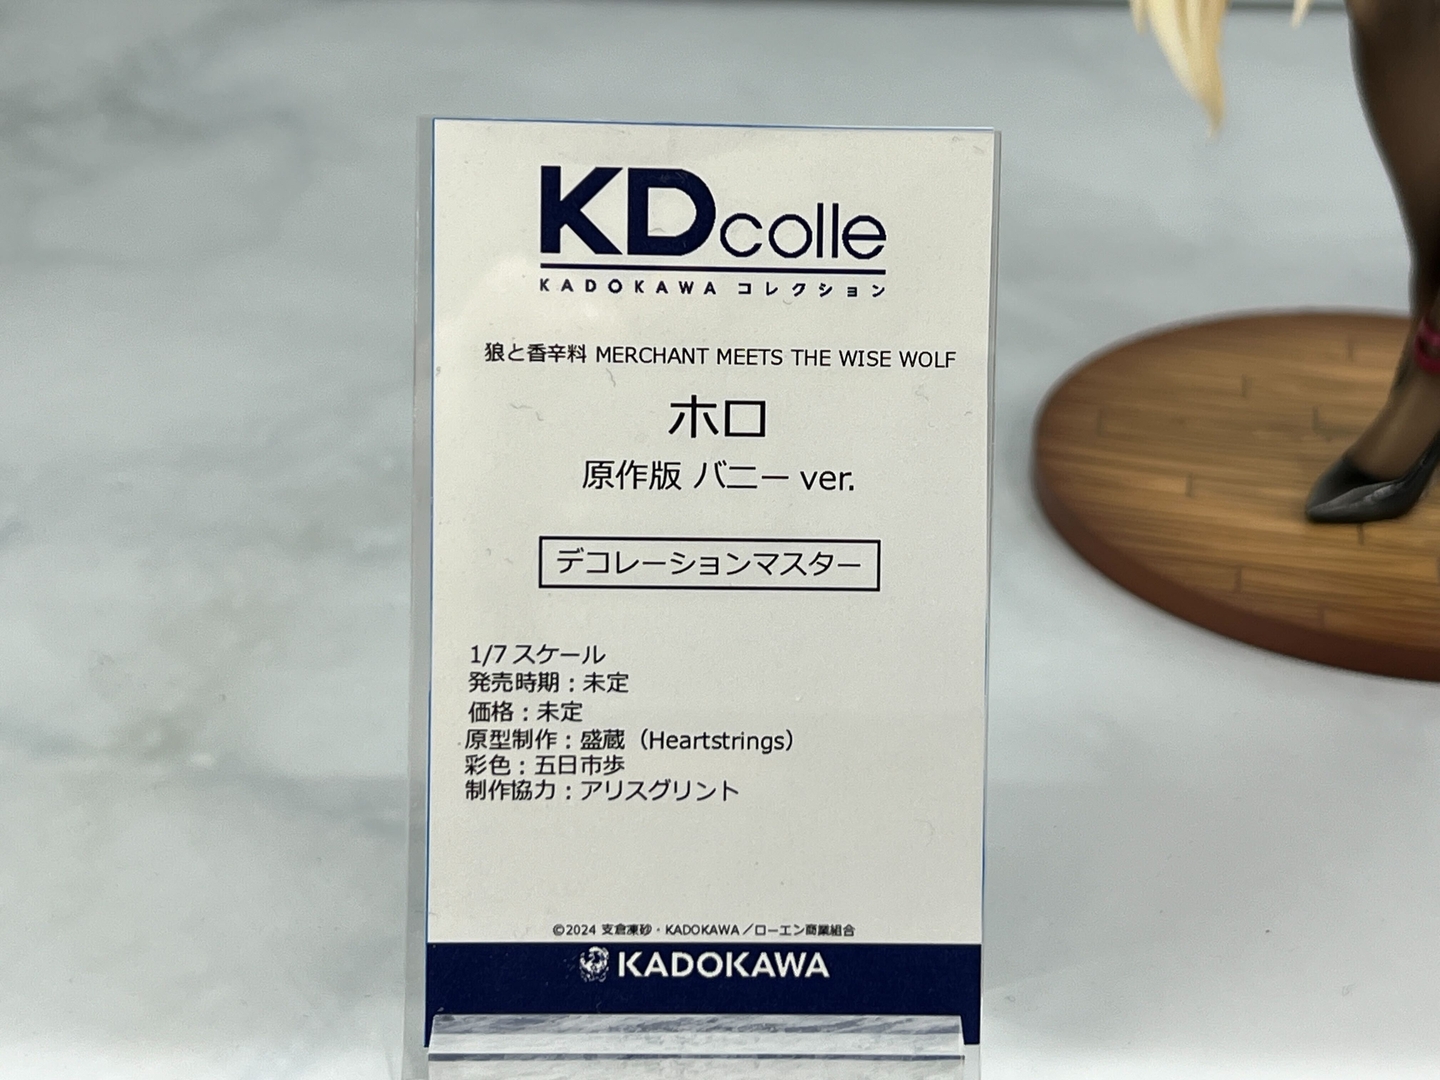 KDcolle
KADOKAWA コレクション
狼と香辛料 MERCHANT MEETS THE WISE WOLF
ホロ
原作版 バニー ver.
デコレーションマスター
1/7 スケール
発売時期：未定
価格：未定
原型制作：盛蔵（Heartstrings）
彩色：五日市歩
制作協力：アリスグリント
©2024 支倉凍砂・KADOKAWA／ローエン商業組合
KADOKAWA